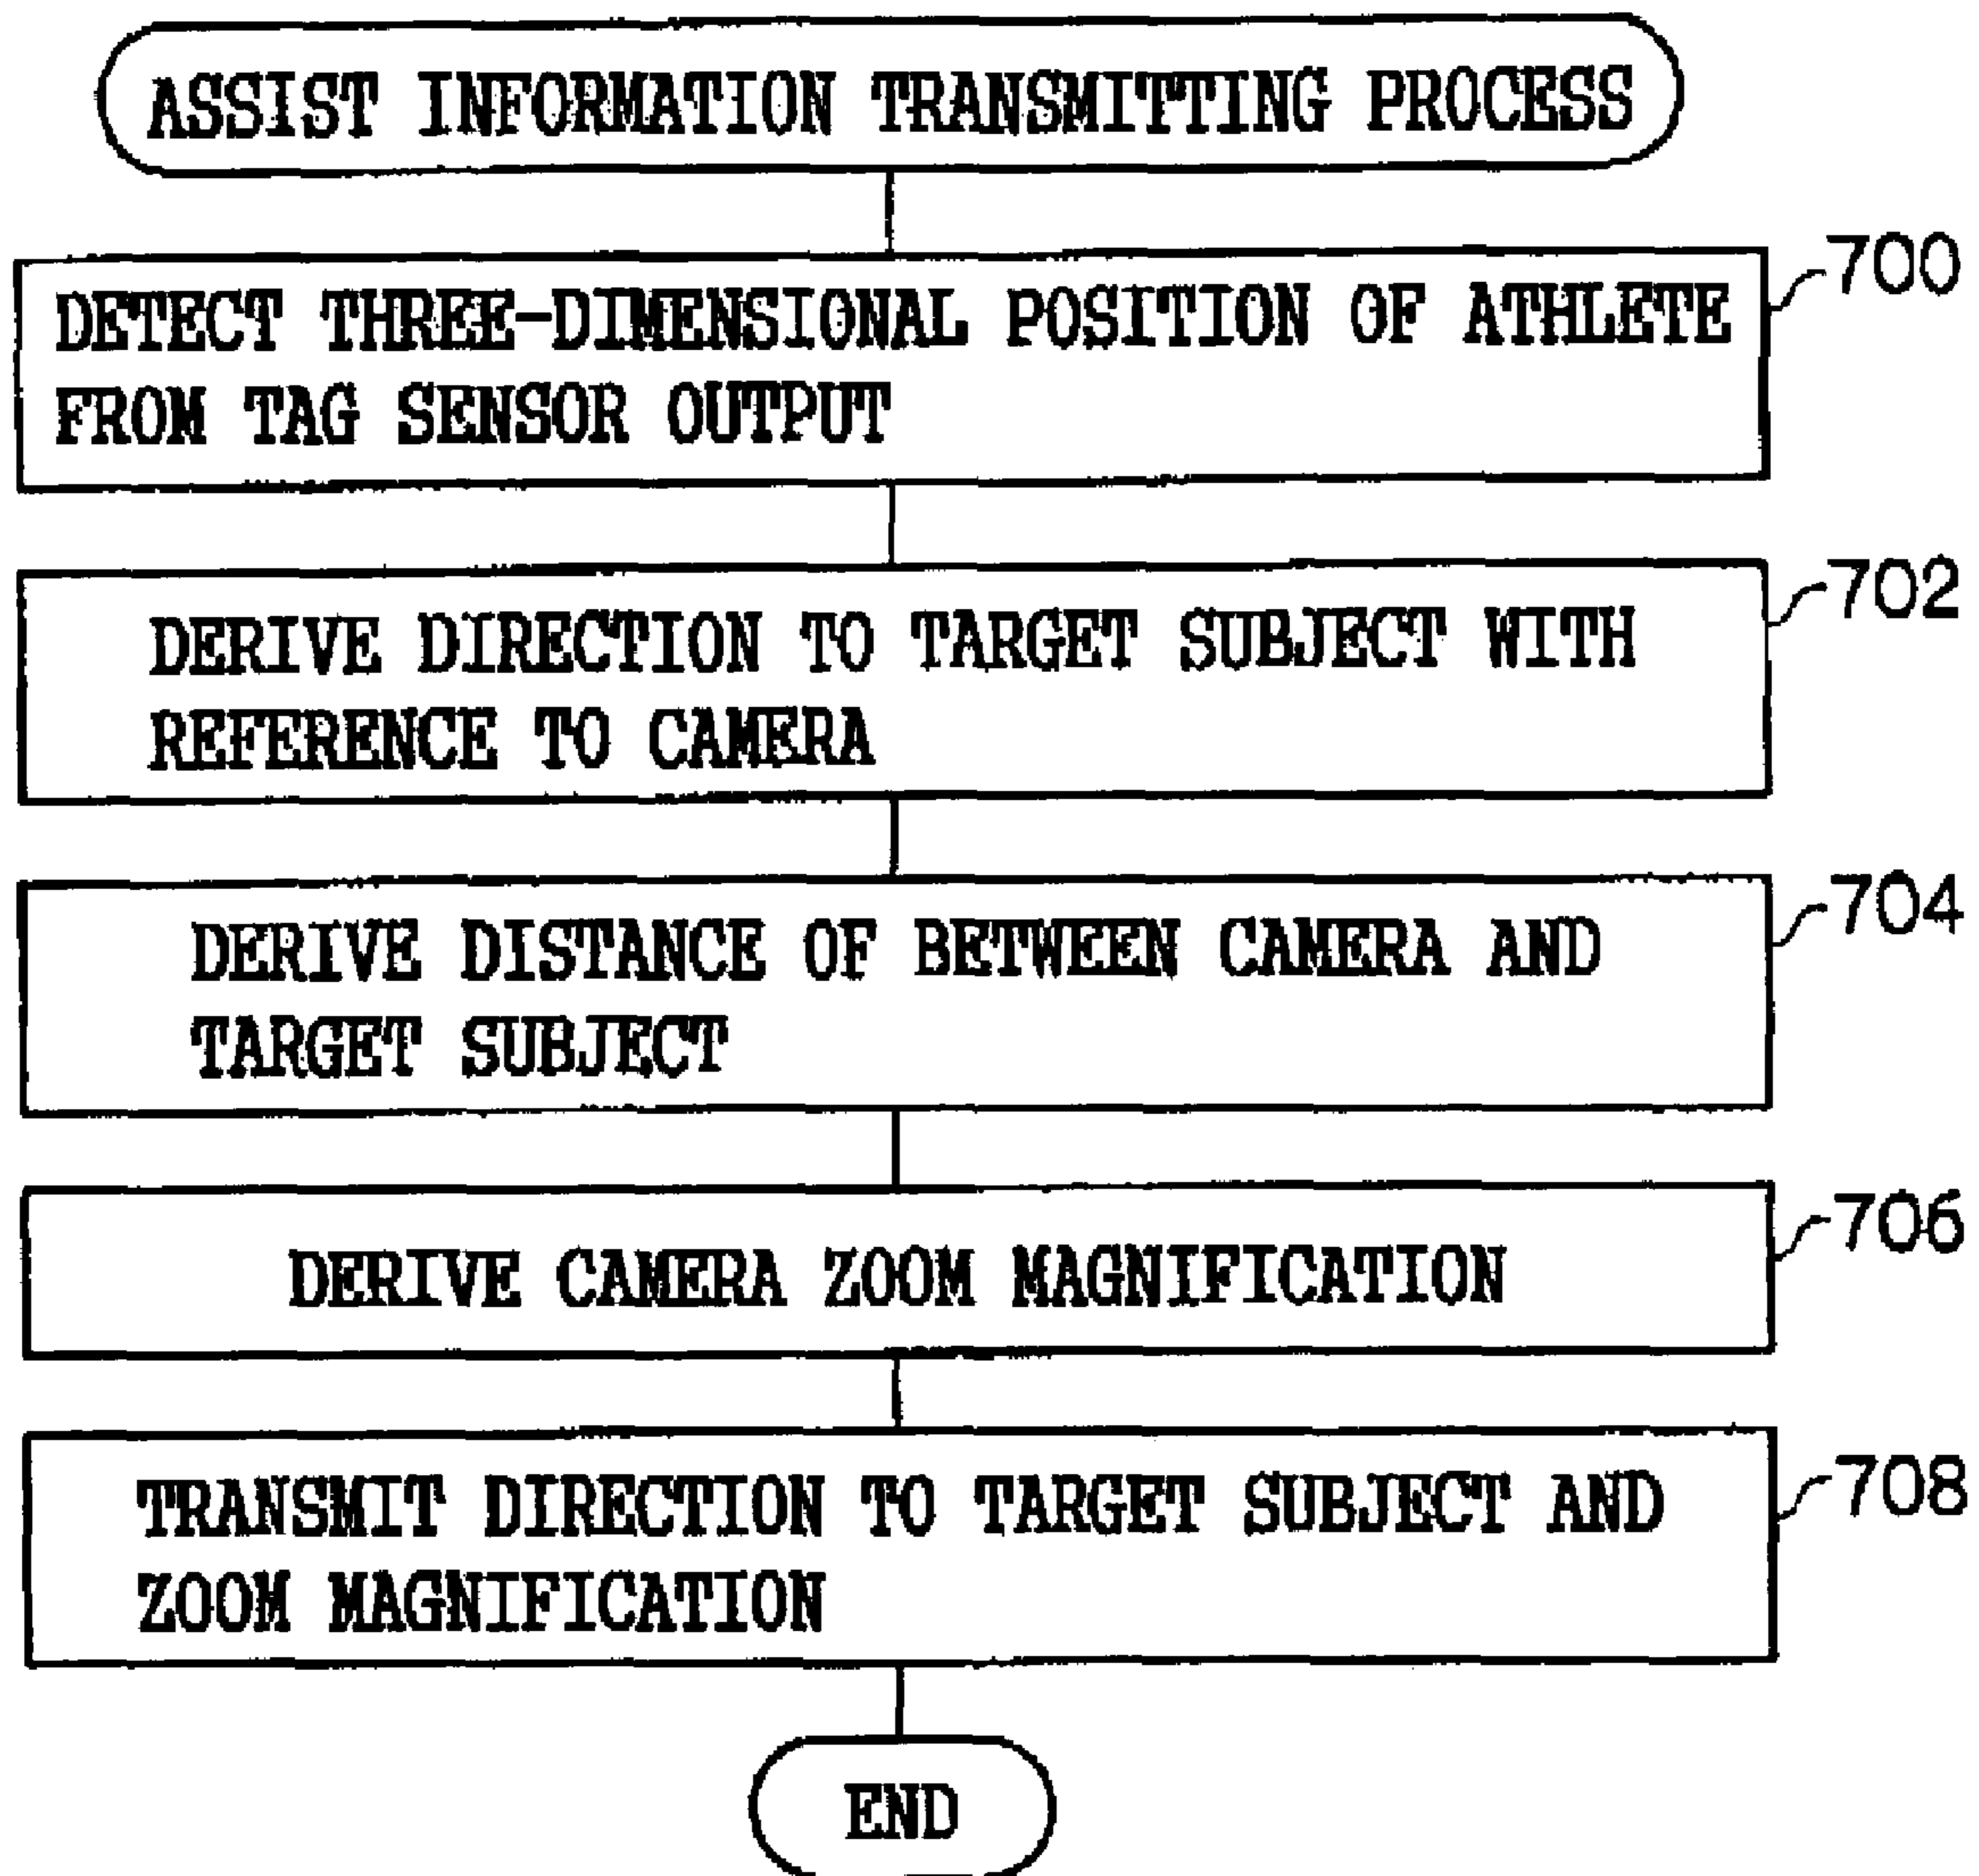 ASSIST INFORMATION TRANSMITTING PROCESS
700
DETECT THREE-DIMENSIONAL POSITION OF ATHLETE
FROM TAG SENSOR OUTPUT
702
DERIVE DIRECTION TO TARGET SUBJECT WITH
REFERENCE TO CAMERA
704
DERIVE DISTANCE OF BETWEEN CAMERA AND
TARGET SUBJECT
706
DERIVE CAMERA ZOOM MAGNIFICATION
708
TRANSMIT DIRECTION TO TARGET SUBJECT AND
ZOOM MAGNIFICATION
END